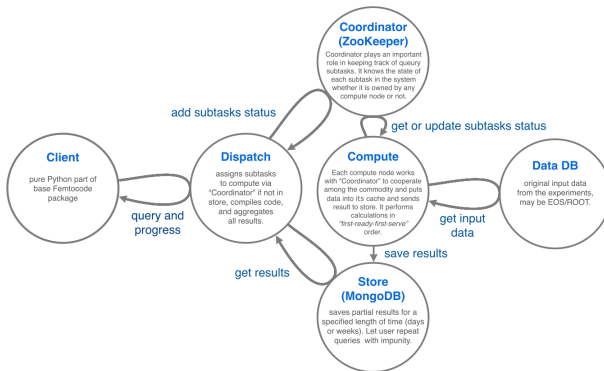 Coordinator
(ZooKeeper)
Coordinator plays an important
role in keeping track of queury
subtasks. It knows the state of
each subtask in the system
whether it is owned by any
compute node or not.
add subtasks status
get or update subtasks status
Client
pure Python part of
base Femtocode
package
Dispatch
assigns subtasks
to compute via
"Coordinator" if not in
store, compiles code,
and aggregates
all results.
Compute
Each compute node works
with "Coordinator" to cooperate
among the commodity and puts
data into its cache and sends
result to store. It performs
calculations in
"first-ready-first-serve"
order.
Data DB
original input data
from the experiments,
may be EOS/ROOT.
query and
progress
get input
data
save results
get results
Store
(MongoDB)
saves partial results for a
specified length of time (days
or weeks). Let user repeat
queries with impunity.